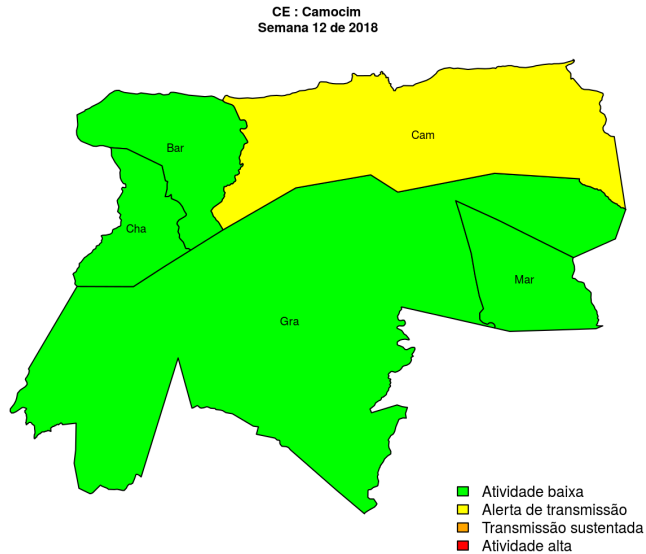 CE : Camocim
Semana 12 de 2018
Cam
Bar
Cha
Mar
Gra
Atividade baixa
Alerta de transmissão
Transmissão sustentada
Atividade alta